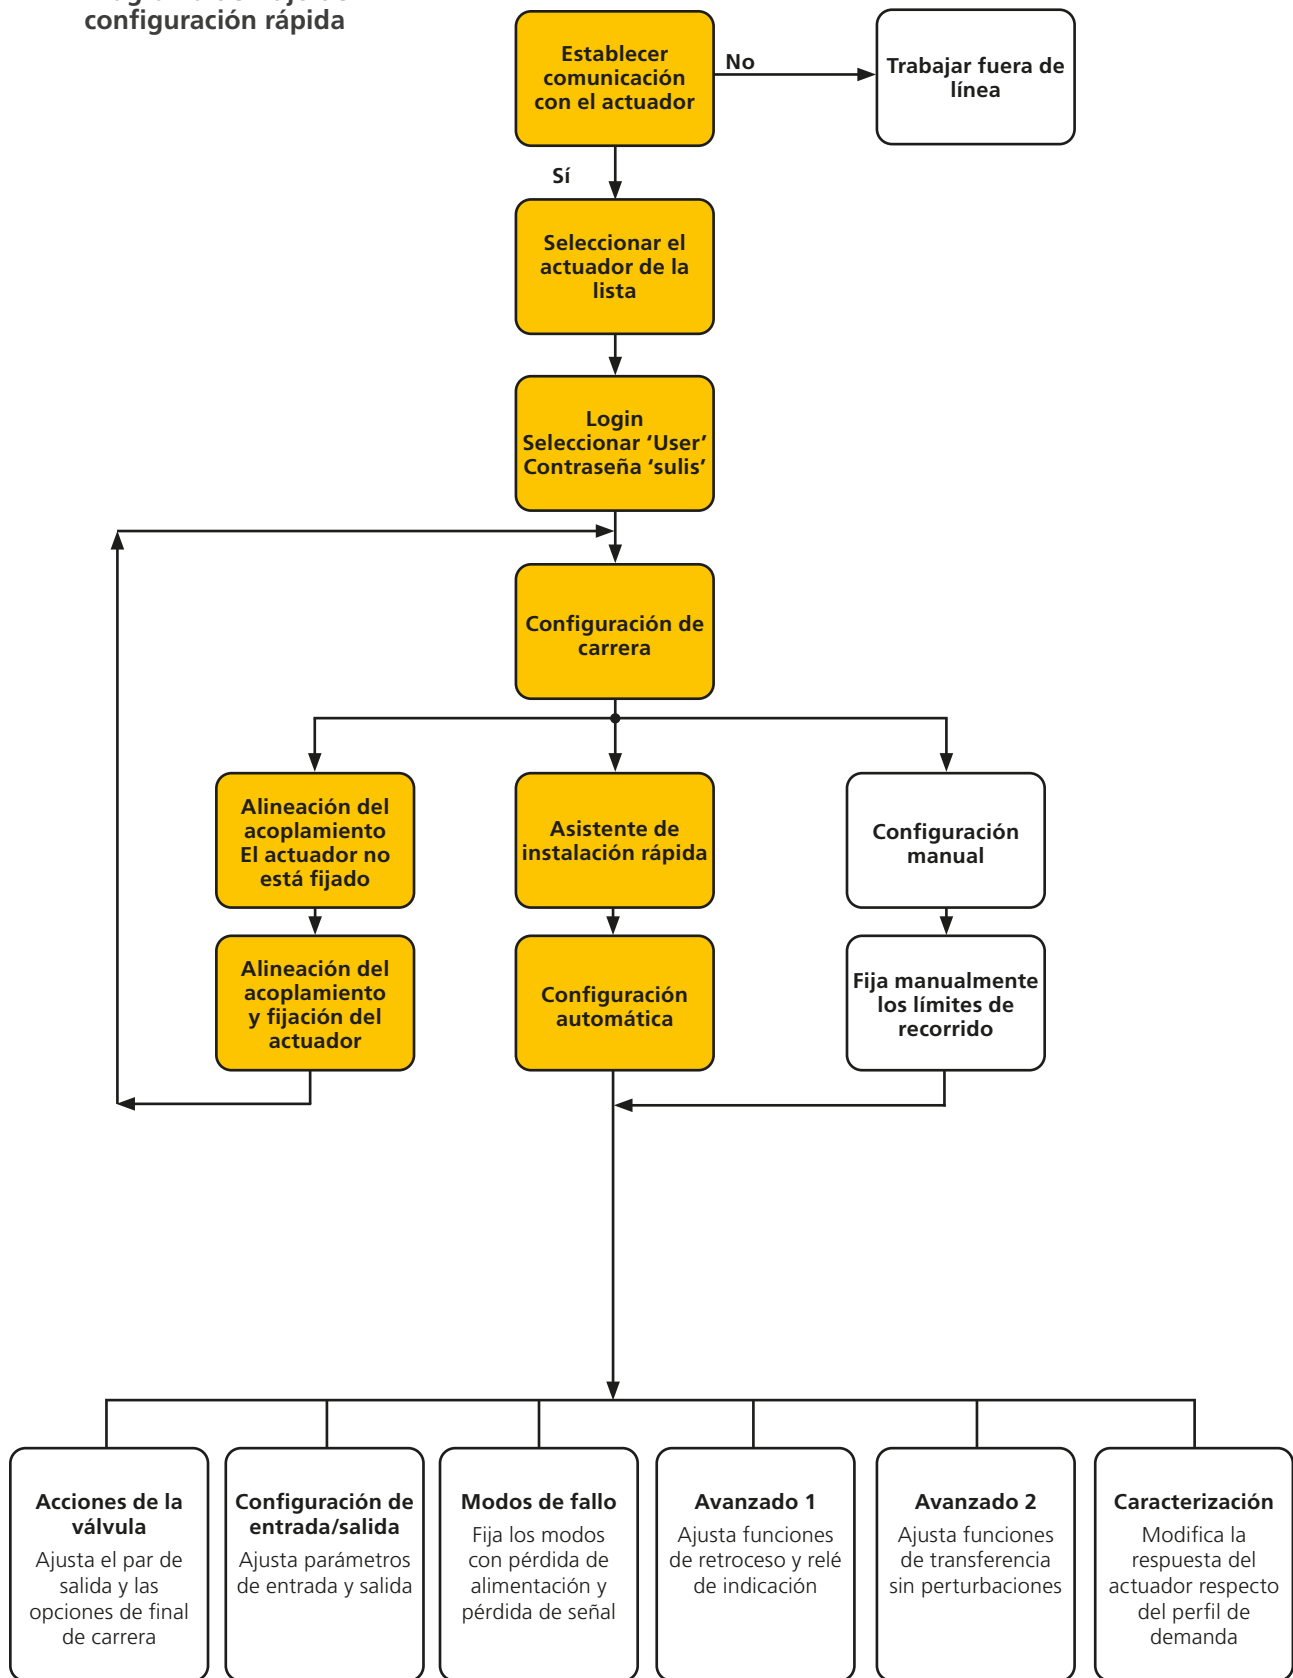 configuración rápida
Establecer
comunicación
con el actuador
No
Trabajar fuera de
línea
Sí
Seleccionar el
actuador de la
lista
Login
Seleccionar ‘User’
Contraseña ‘sulis’
Configuración de
carrera
Alineación del
acoplamiento
El actuador no
está fijado
Asistente de
instalación rápida
Configuración
manual
Alineación del
acoplamiento
y fijación del
actuador
Configuración
automática
Fija manualmente
los límites de
recorrido
Acciones de la
válvula
Ajusta el par de
salida y las
opciones de final
de carrera
Configuración de
entrada/salida
Ajusta parámetros
de entrada y salida
Modos de fallo
Fija los modos
con pérdida de
alimentación y
pérdida de señal
Avanzado 1
Ajusta funciones
de retroceso y relé
de indicación
Avanzado 2
Ajusta funciones
de transferencia
sin perturbaciones
Caracterización
Modifica la
respuesta del
actuador respecto
del perfil de
demanda